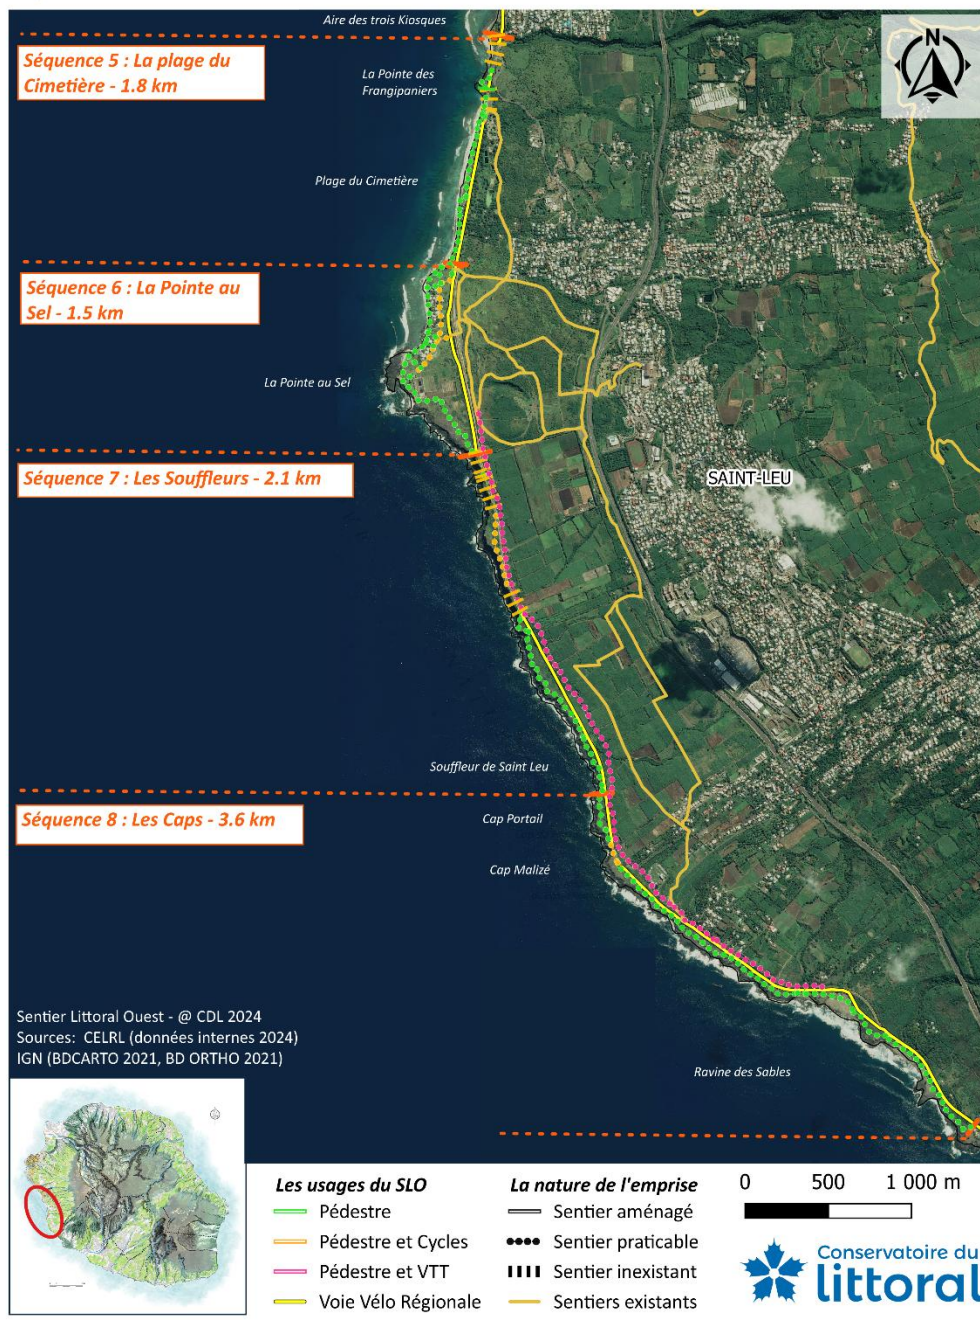 Aire des trois Kiosques
N
Séquence 5 : La plage du
Cimetière - 1.8 km
La Pointe des
Frangipaniers
Plage du Cimetière
Séquence 6 : La Pointe au
Sel - 1.5 km
La Pointe au Sel
Séquence 7 : Les Souffleurs - 2.1 km
SAINT-LEU
Souffleur de Saint Leu
Séquence 8 : Les Caps - 3.6 km
Cap Portail
Cap Malizé
Sentier Littoral Ouest - @ CDL 2024
Sources: CELRL (données internes 2024)
IGN (BDCARTO 2021, BD ORTHO 2021)
Ravine des Sables
Les usages du SLO
Pédestre
Pédestre et Cycles
Pédestre et VTT
Voie Vélo Régionale
La nature de l'emprise
Sentier aménagé
Sentier praticable
Sentier inexistant
Sentiers existants
0 500 1 000 m
Conservatoire du
littoral